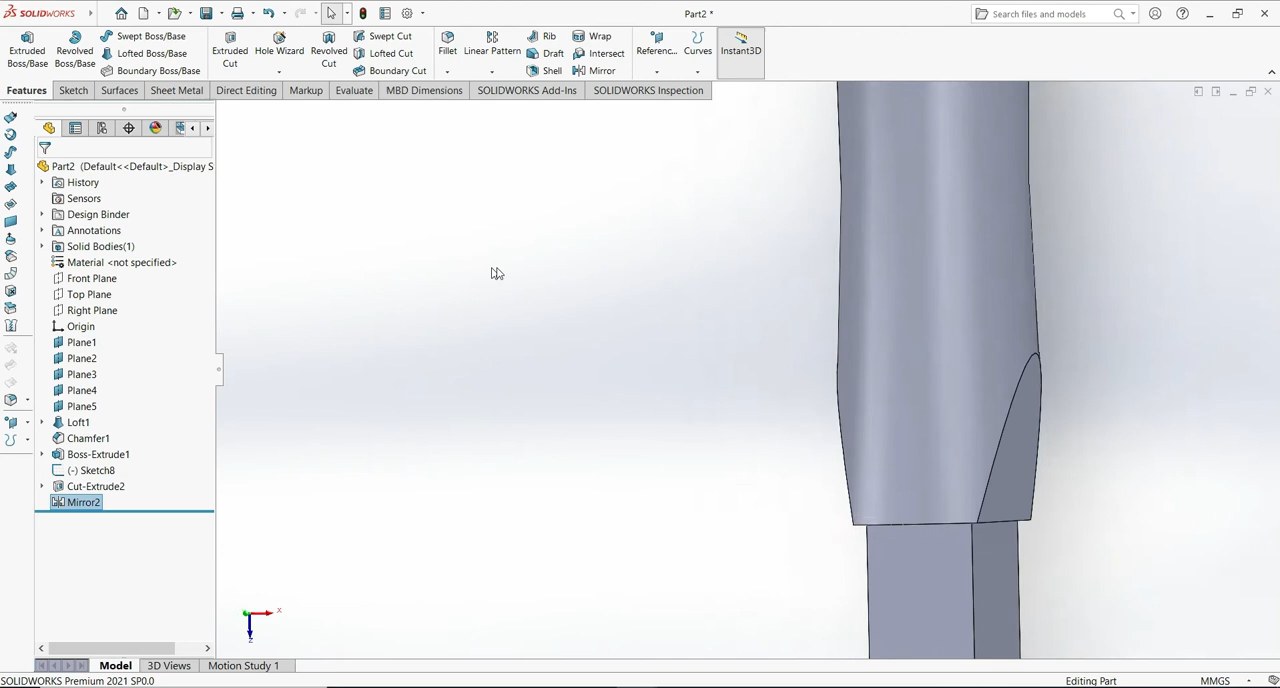 SOLIDWORKS
Part2 *
Search files and models
Extruded Boss/Base
Revolved Boss/Base
Swept Boss/Base
Lofted Boss/Base
Boundary Boss/Base
Extruded Cut
Hole Wizard
Revolved Cut
Swept Cut
Lofted Cut
Boundary Cut
Fillet
Linear Pattern
Rib
Draft
Shell
Wrap
Intersect
Mirror
Referenc...
Curves
Instant3D
Features Sketch Surfaces Sheet Metal Direct Editing Markup Evaluate MBD Dimensions SOLIDWORKS Add-Ins SOLIDWORKS Inspection
Part2 (Default<<Default>_Display S
History
Sensors
Design Binder
Annotations
Solid Bodies(1)
Material <not specified>
Front Plane
Top Plane
Right Plane
Origin
Plane1
Plane2
Plane3
Plane4
Plane5
Loft1
Chamfer1
Boss-Extrude1
(-) Sketch8
Cut-Extrude2
Mirror2
X
Z
Model 3D Views Motion Study 1
SOLIDWORKS Premium 2021 SP0.0
Editing Part
MMGS